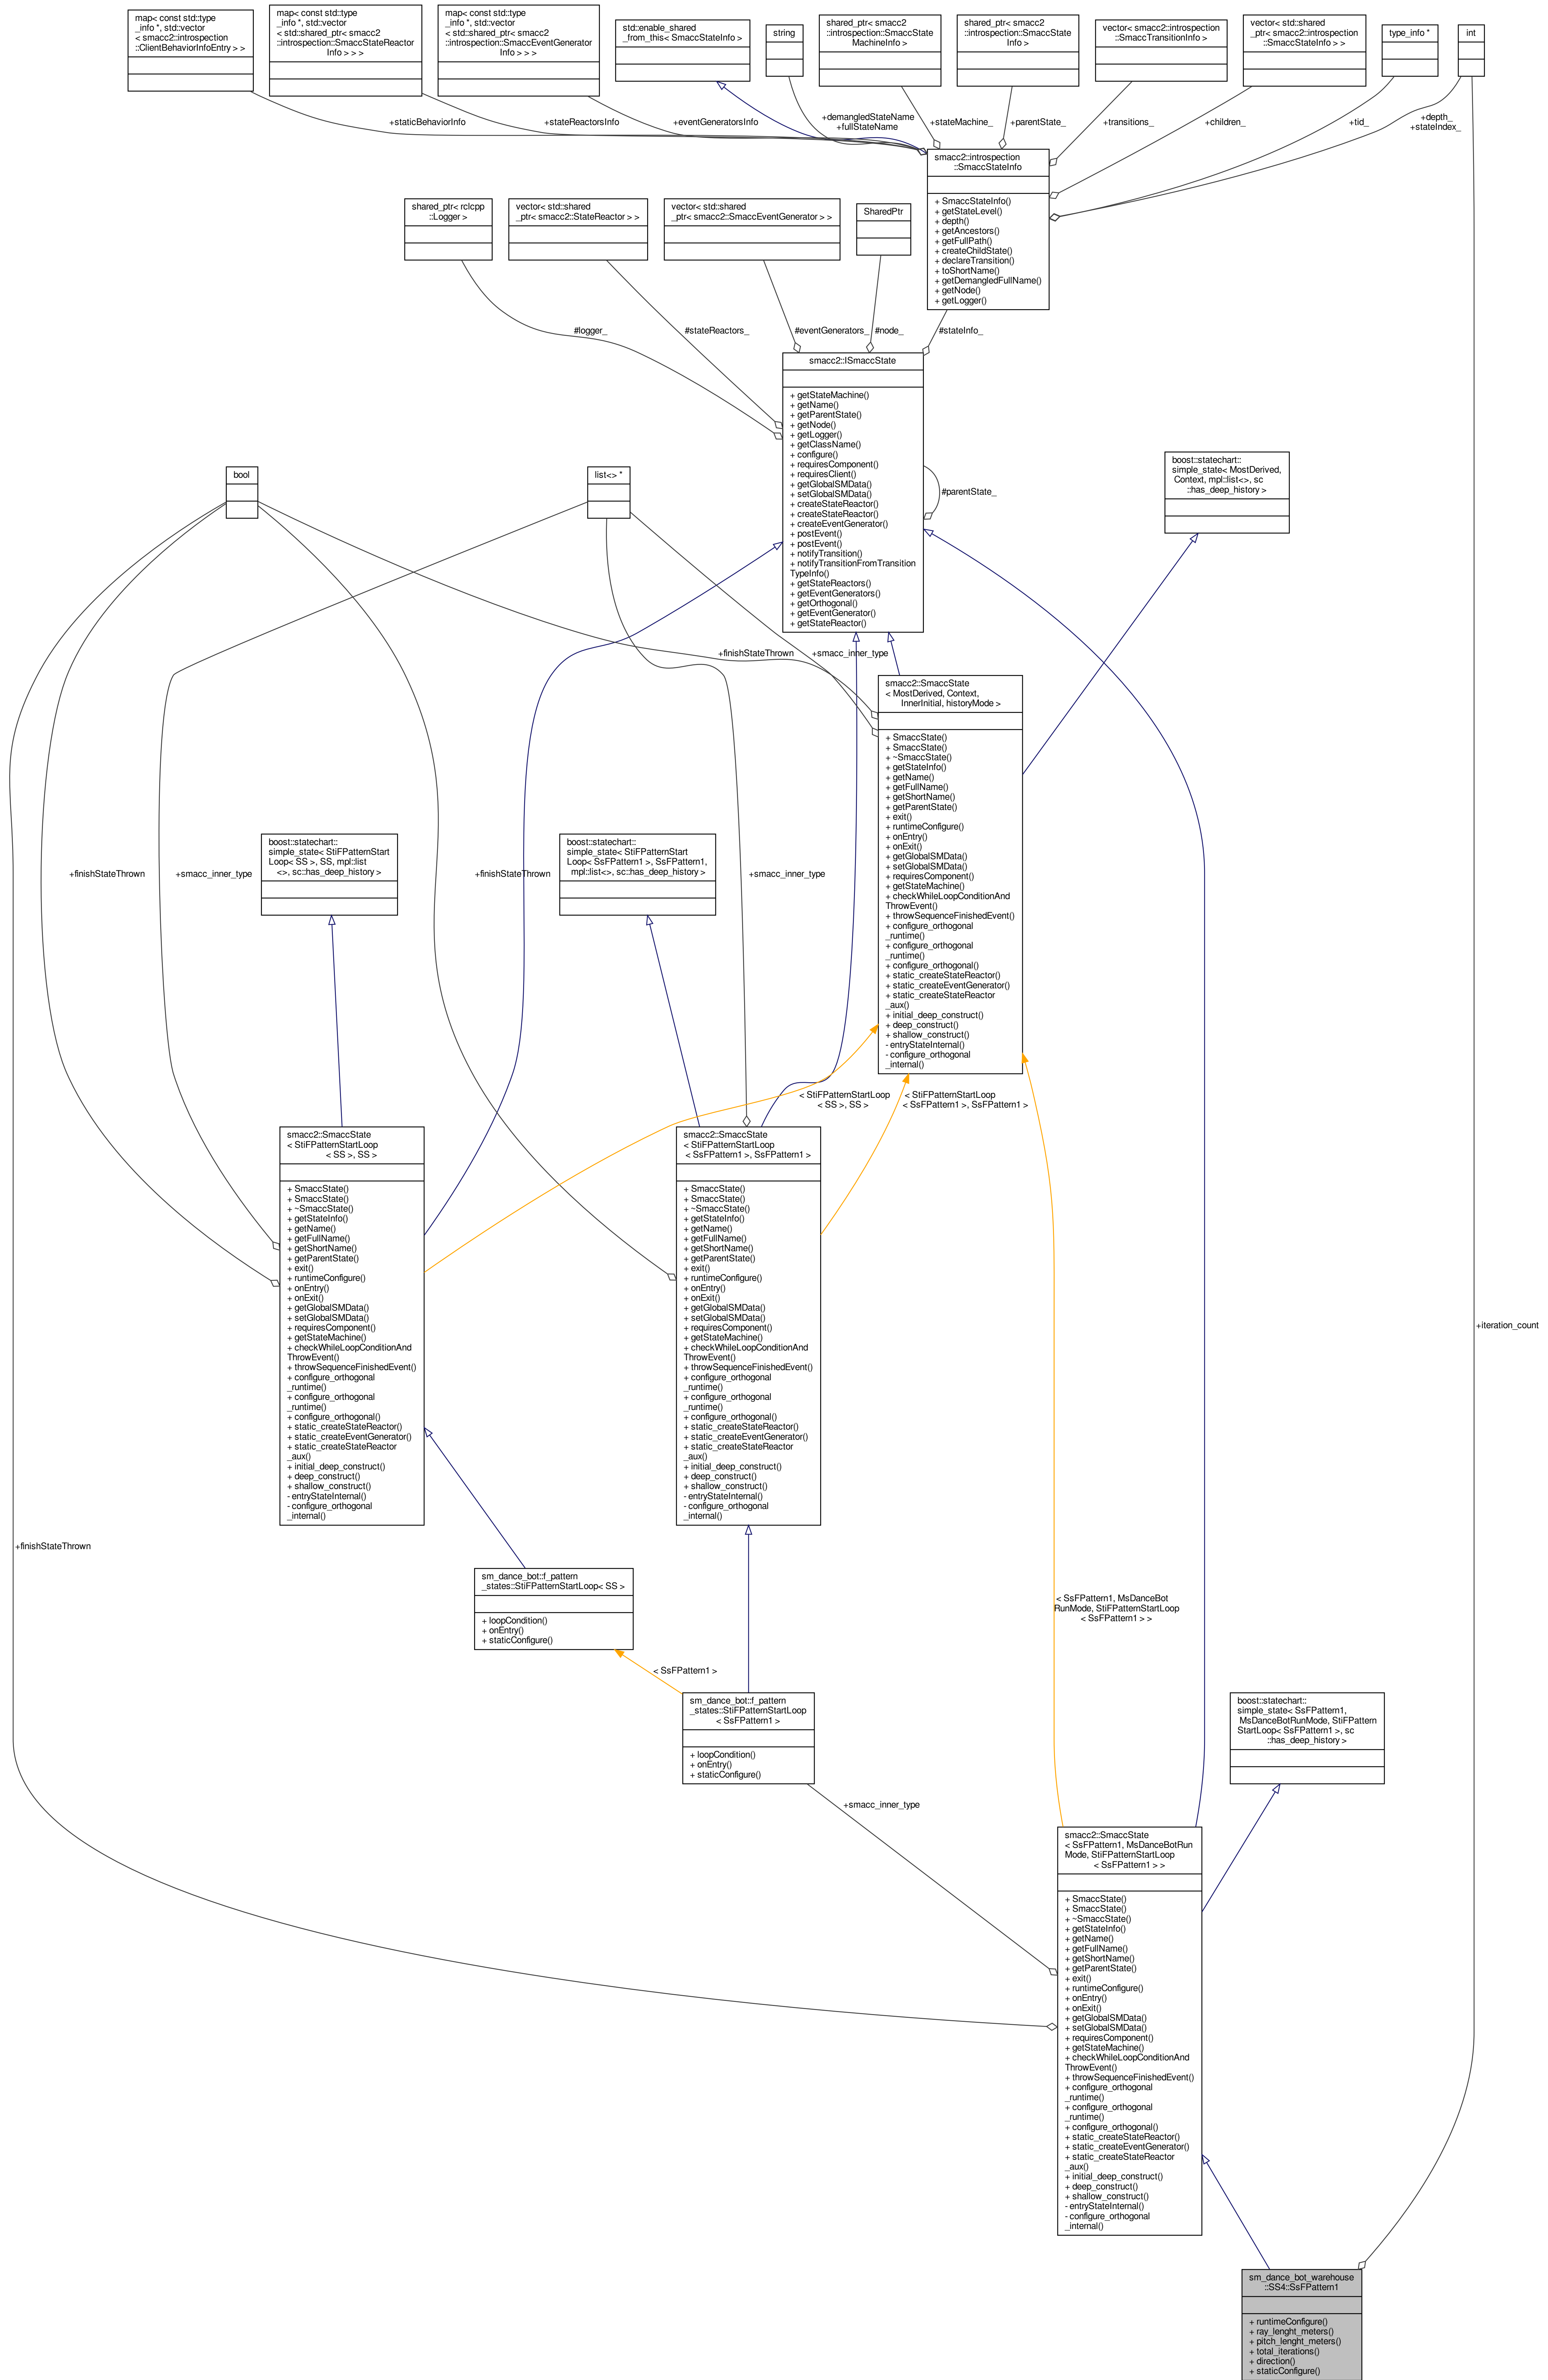 map< const std::type
_info *, std::vector
< smacc2::introspection
::ClientBehaviorInfoEntry > >
map< const std::type
_info *, std::vector
< std::shared_ptr< smacc2
::introspection::SmaccStateReactor
Info > > >
map< const std::type
_info *, std::vector
< std::shared_ptr< smacc2
::introspection::SmaccEventGenerator
Info > > >
std::enable_shared
_from_this< SmaccStateInfo >
string
shared_ptr< smacc2
::introspection::SmaccState
MachineInfo >
shared_ptr< smacc2
::introspection::SmaccState
Info >
vector< smacc2::introspection
::SmaccTransitionInfo >
vector< std::shared
_ptr< smacc2::introspection
::SmaccStateInfo > >
type_info *
int
+staticBehaviorInfo
+stateReactorsInfo
+eventGeneratorsInfo
+demangledStateName
+fullStateName
+stateMachine_
+parentState_
+transitions_
+children_
+tid_
+depth_
+stateIndex_
smacc2::introspection
::SmaccStateInfo
+ SmaccStateInfo()
+ getStateLevel()
+ depth()
+ getAncestors()
+ getFullPath()
+ createChildState()
+ declareTransition()
+ toShortName()
+ getDemangledFullName()
+ getNode()
+ getLogger()
shared_ptr< rclcpp
::Logger >
vector< std::shared
_ptr< smacc2::StateReactor > >
vector< std::shared
_ptr< smacc2::SmaccEventGenerator > >
SharedPtr
#logger_
#stateReactors_
#eventGenerators_
#node_
#stateInfo_
smacc2::ISmaccState
+ getStateMachine()
+ getName()
+ getParentState()
+ getNode()
+ getLogger()
+ getClassName()
+ configure()
+ requiresComponent()
+ requiresClient()
+ getGlobalSMData()
+ setGlobalSMData()
+ createStateReactor()
+ createStateReactor()
+ createEventGenerator()
+ postEvent()
+ postEvent()
+ notifyTransition()
+ notifyTransitionFromTransition
TypeInfo()
+ getStateReactors()
+ getEventGenerators()
+ getOrthogonal()
+ getEventGenerator()
+ getStateReactor()
#parentState_
bool
list<> *
boost::statechart::
simple_state< MostDerived,
Context, mpl::list<>, sc
::has_deep_history >
+finishStateThrown
+smacc_inner_type
smacc2::SmaccState
< MostDerived, Context,
InnerInitial, historyMode >
+ SmaccState()
+ SmaccState()
+ ~SmaccState()
+ getStateInfo()
+ getName()
+ getFullName()
+ getShortName()
+ getParentState()
+ exit()
+ runtimeConfigure()
+ onEntry()
+ onExit()
+ getGlobalSMData()
+ setGlobalSMData()
+ requiresComponent()
+ getStateMachine()
+ checkWhileLoopConditionAnd
ThrowEvent()
+ throwSequenceFinishedEvent()
+ configure_orthogonal
_runtime()
+ configure_orthogonal
_runtime()
+ configure_orthogonal()
+ static_createStateReactor()
+ static_createEventGenerator()
+ static_createStateReactor
_aux()
+ initial_deep_construct()
+ deep_construct()
+ shallow_construct()
- entryStateInternal()
- configure_orthogonal
_internal()
boost::statechart::
simple_state< StiFPatternStart
Loop< SS >, SS, mpl::list
<>, sc::has_deep_history >
boost::statechart::
simple_state< StiFPatternStart
Loop< SsFPattern1 >, SsFPattern1,
mpl::list<>, sc::has_deep_history >
+finishStateThrown
+smacc_inner_type
+finishStateThrown
+smacc_inner_type
< StiFPatternStartLoop
< SS >, SS >
< StiFPatternStartLoop
< SsFPattern1 >, SsFPattern1 >
smacc2::SmaccState
< StiFPatternStartLoop
< SS >, SS >
+ SmaccState()
+ SmaccState()
+ ~SmaccState()
+ getStateInfo()
+ getName()
+ getFullName()
+ getShortName()
+ getParentState()
+ exit()
+ runtimeConfigure()
+ onEntry()
+ onExit()
+ getGlobalSMData()
+ setGlobalSMData()
+ requiresComponent()
+ getStateMachine()
+ checkWhileLoopConditionAnd
ThrowEvent()
+ throwSequenceFinishedEvent()
+ configure_orthogonal
_runtime()
+ configure_orthogonal
_runtime()
+ configure_orthogonal()
+ static_createStateReactor()
+ static_createEventGenerator()
+ static_createStateReactor
_aux()
+ initial_deep_construct()
+ deep_construct()
+ shallow_construct()
- entryStateInternal()
- configure_orthogonal
_internal()
smacc2::SmaccState
< StiFPatternStartLoop
< SsFPattern1 >, SsFPattern1 >
+ SmaccState()
+ SmaccState()
+ ~SmaccState()
+ getStateInfo()
+ getName()
+ getFullName()
+ getShortName()
+ getParentState()
+ exit()
+ runtimeConfigure()
+ onEntry()
+ onExit()
+ getGlobalSMData()
+ setGlobalSMData()
+ requiresComponent()
+ getStateMachine()
+ checkWhileLoopConditionAnd
ThrowEvent()
+ throwSequenceFinishedEvent()
+ configure_orthogonal
_runtime()
+ configure_orthogonal
_runtime()
+ configure_orthogonal()
+ static_createStateReactor()
+ static_createEventGenerator()
+ static_createStateReactor
_aux()
+ initial_deep_construct()
+ deep_construct()
+ shallow_construct()
- entryStateInternal()
- configure_orthogonal
_internal()
+iteration_count
+finishStateThrown
sm_dance_bot::f_pattern
_states::StiFPatternStartLoop< SS >
+ loopCondition()
+ onEntry()
+ staticConfigure()
< SsFPattern1, MsDanceBot
RunMode, StiFPatternStartLoop
< SsFPattern1 > >
< SsFPattern1 >
sm_dance_bot::f_pattern
_states::StiFPatternStartLoop
< SsFPattern1 >
+ loopCondition()
+ onEntry()
+ staticConfigure()
boost::statechart::
simple_state< SsFPattern1,
MsDanceBotRunMode, StiFPattern
StartLoop< SsFPattern1 >, sc
::has_deep_history >
+smacc_inner_type
smacc2::SmaccState
< SsFPattern1, MsDanceBotRun
Mode, StiFPatternStartLoop
< SsFPattern1 > >
+ SmaccState()
+ SmaccState()
+ ~SmaccState()
+ getStateInfo()
+ getName()
+ getFullName()
+ getShortName()
+ getParentState()
+ exit()
+ runtimeConfigure()
+ onEntry()
+ onExit()
+ getGlobalSMData()
+ setGlobalSMData()
+ requiresComponent()
+ getStateMachine()
+ checkWhileLoopConditionAnd
ThrowEvent()
+ throwSequenceFinishedEvent()
+ configure_orthogonal
_runtime()
+ configure_orthogonal
_runtime()
+ configure_orthogonal()
+ static_createStateReactor()
+ static_createEventGenerator()
+ static_createStateReactor
_aux()
+ initial_deep_construct()
+ deep_construct()
+ shallow_construct()
- entryStateInternal()
- configure_orthogonal
_internal()
sm_dance_bot_warehouse
::SS4::SsFPattern1
+ runtimeConfigure()
+ ray_lenght_meters()
+ pitch_lenght_meters()
+ total_iterations()
+ direction()
+ staticConfigure()